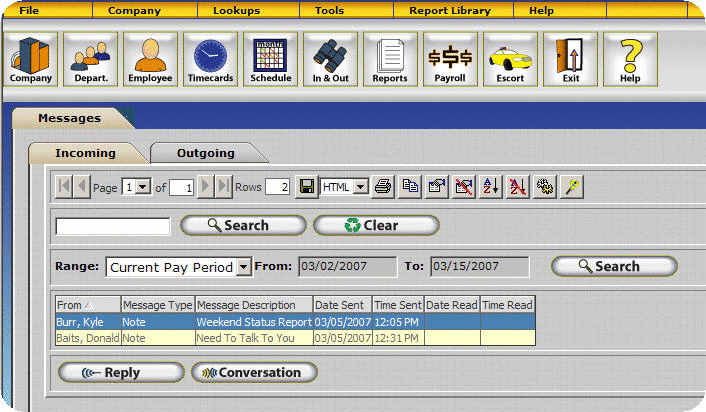 File Company Lookups Tools Report Library Help
Company Depart. Employee Timecards Schedule In & Out Reports Payroll Escort Exit Help
Messages
Incoming Outgoing
Page 1 of 1 Rows 2 HTML
Search Clear
Range: Current Pay Period From: 03/02/2007 To: 03/15/2007 Search
From Message Type Message Description Date Sent Time Sent Date Read Time Read
Burr, Kyle Note Weekend Status Report 03/05/2007 12:05 PM
Baits, Donald Note Need To Talk To You 03/05/2007 12:31 PM
Reply Conversation